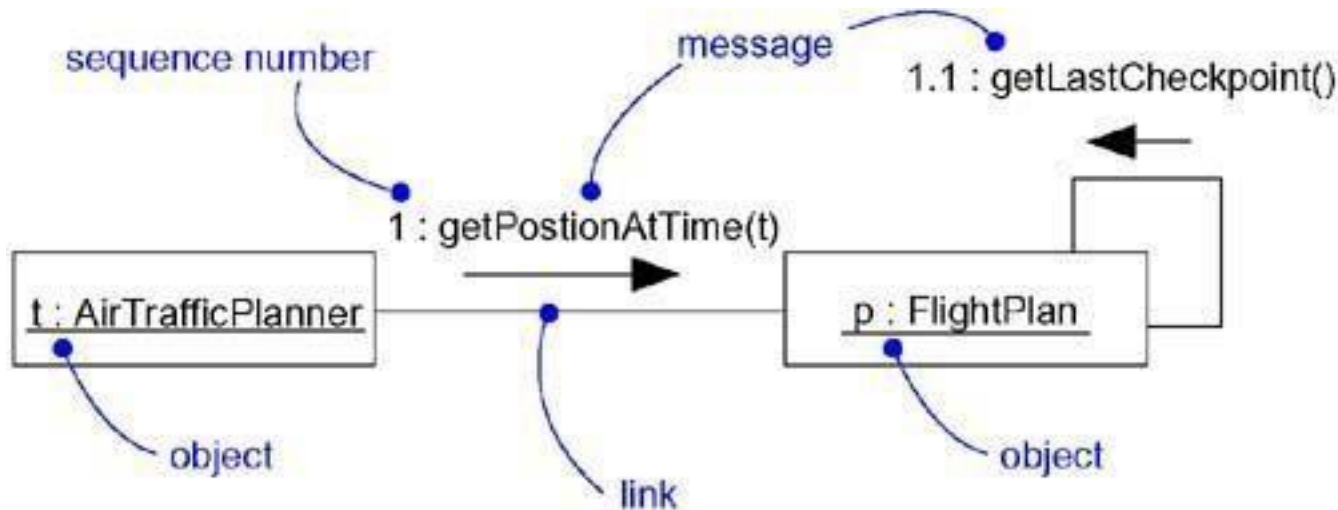 message
sequence number
1.1 : getLastCheckpoint()
1 : getPostionAtTime(t)
t : AirTrafficPlanner
p : FlightPlan
object
object
link